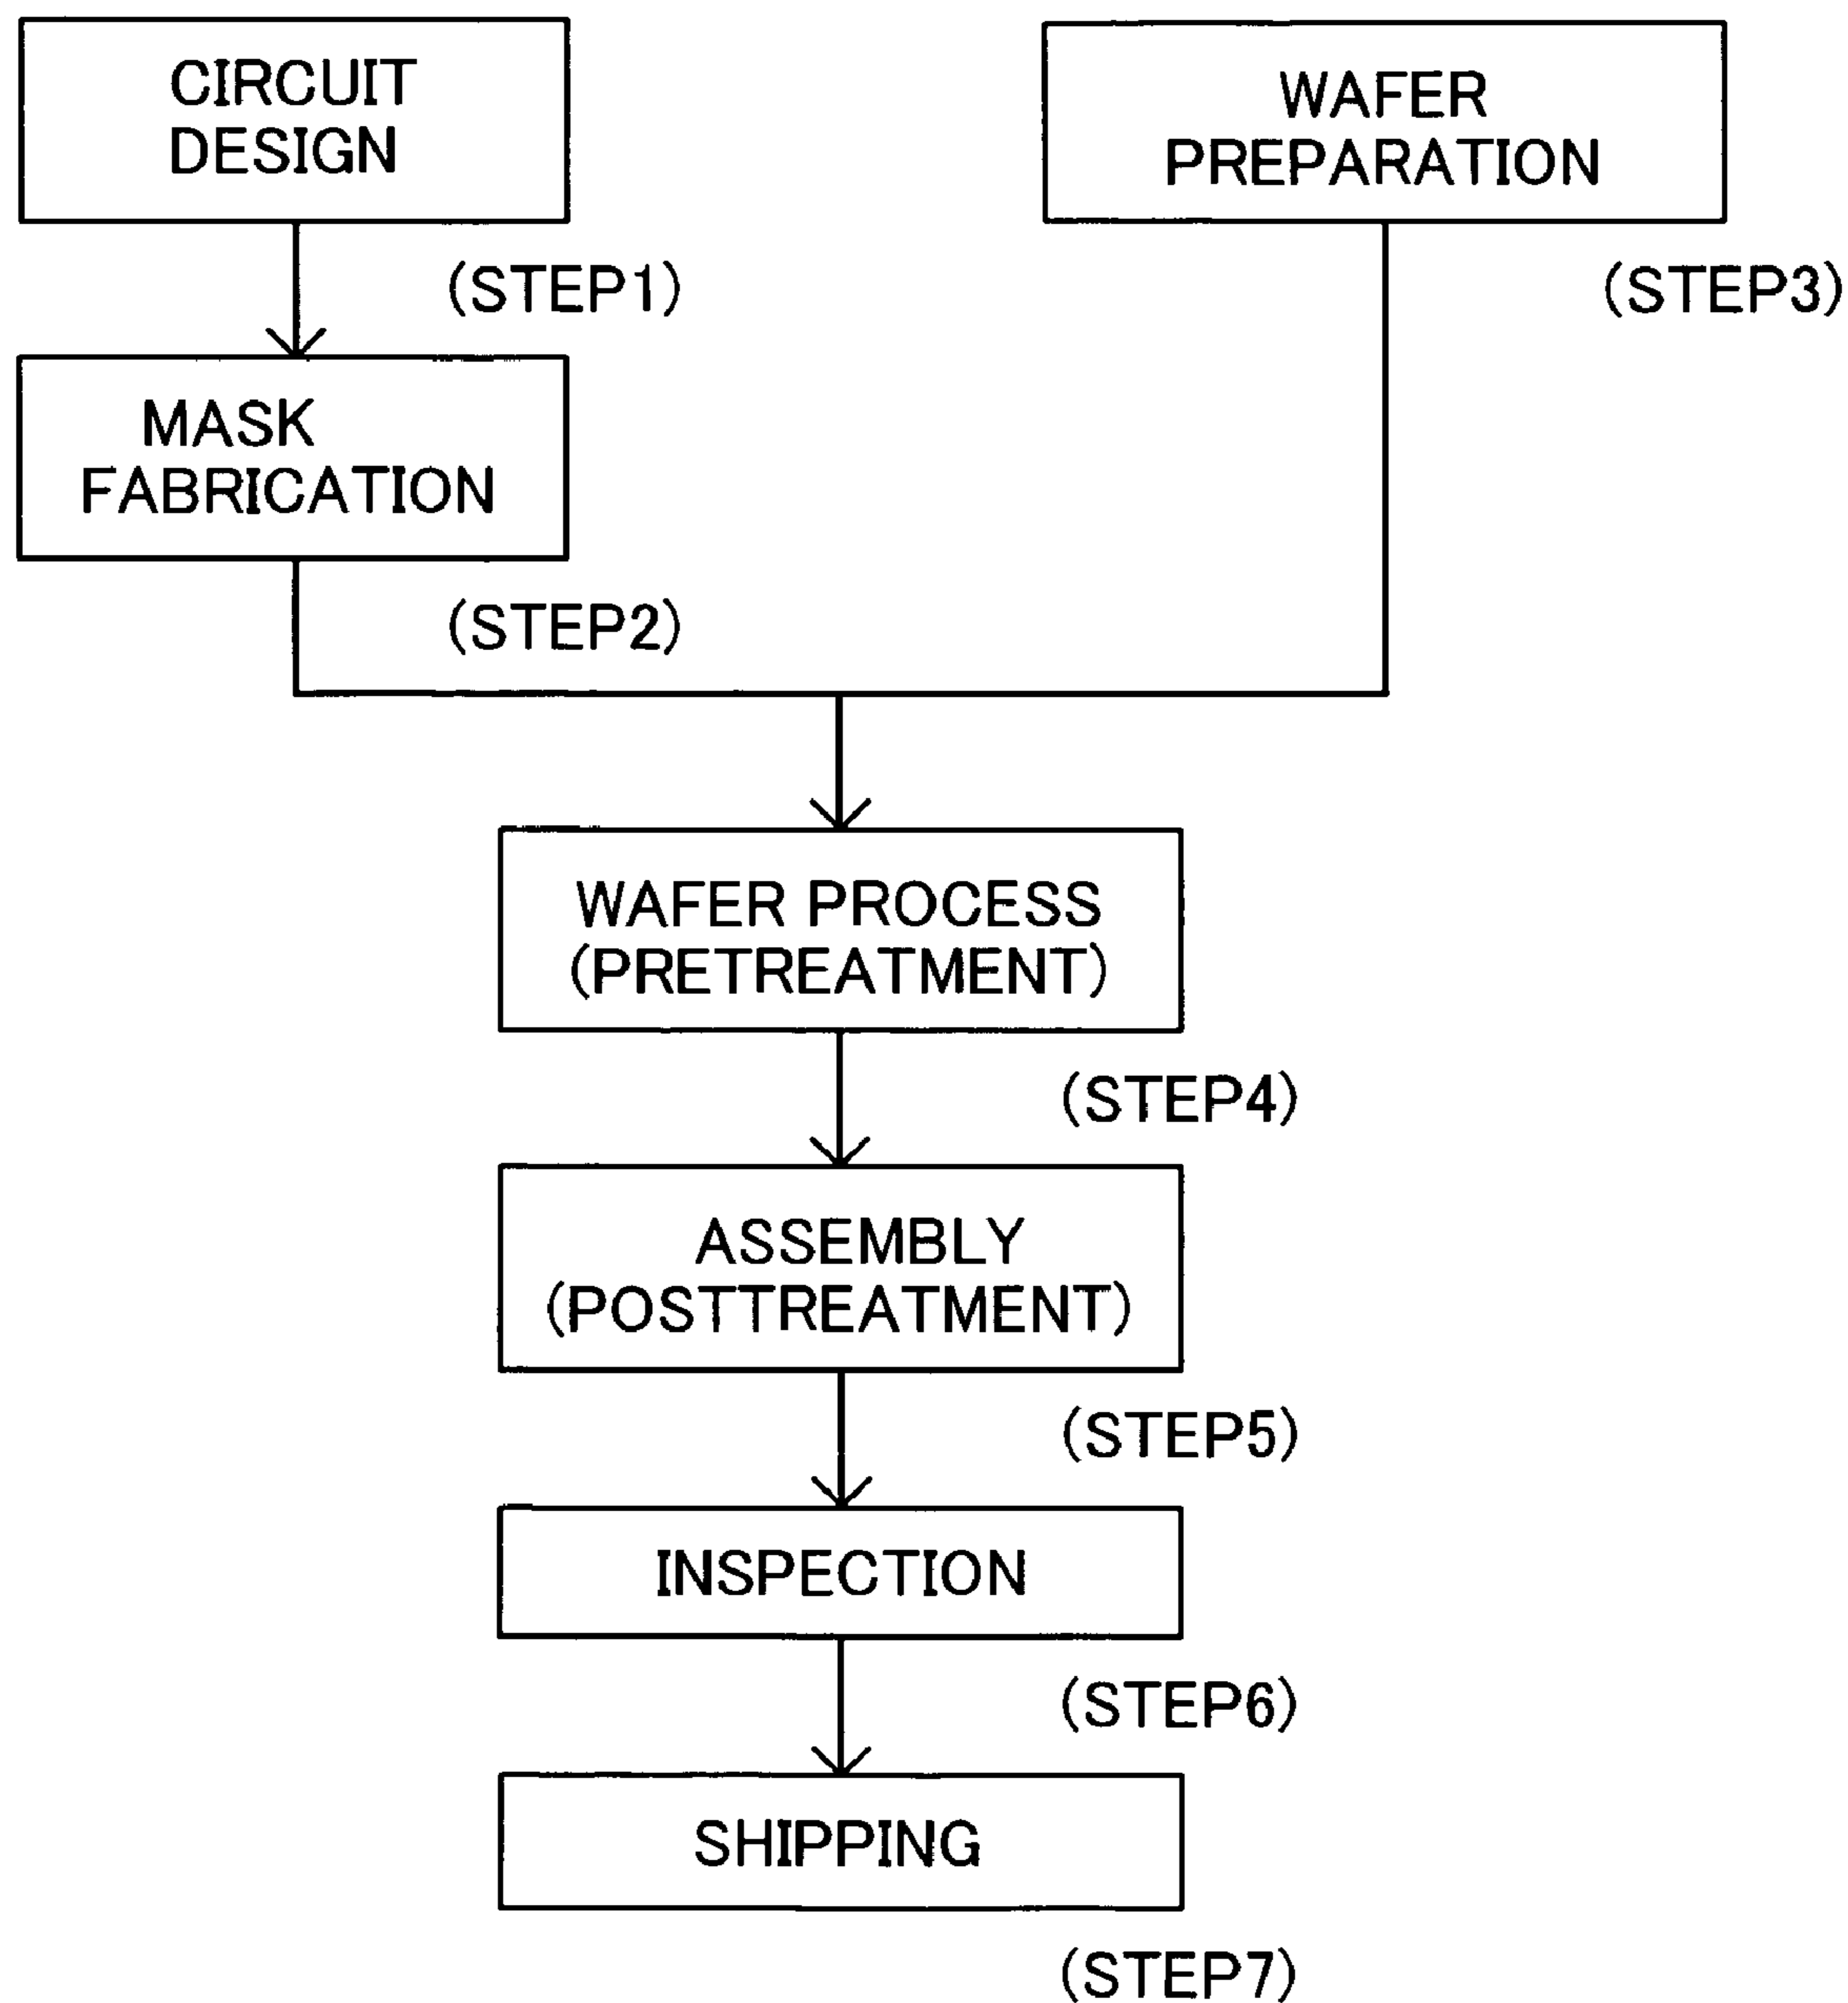 CIRCUIT
DESIGN
(STEP1)
WAFER
PREPARATION
(STEP3)
MASK
FABRICATION
(STEP2)
WAFER PROCESS
(PRETREATMENT)
(STEP4)
ASSEMBLY
(POSTTREATMENT)
(STEP5)
INSPECTION
(STEP6)
SHIPPING
(STEP7)